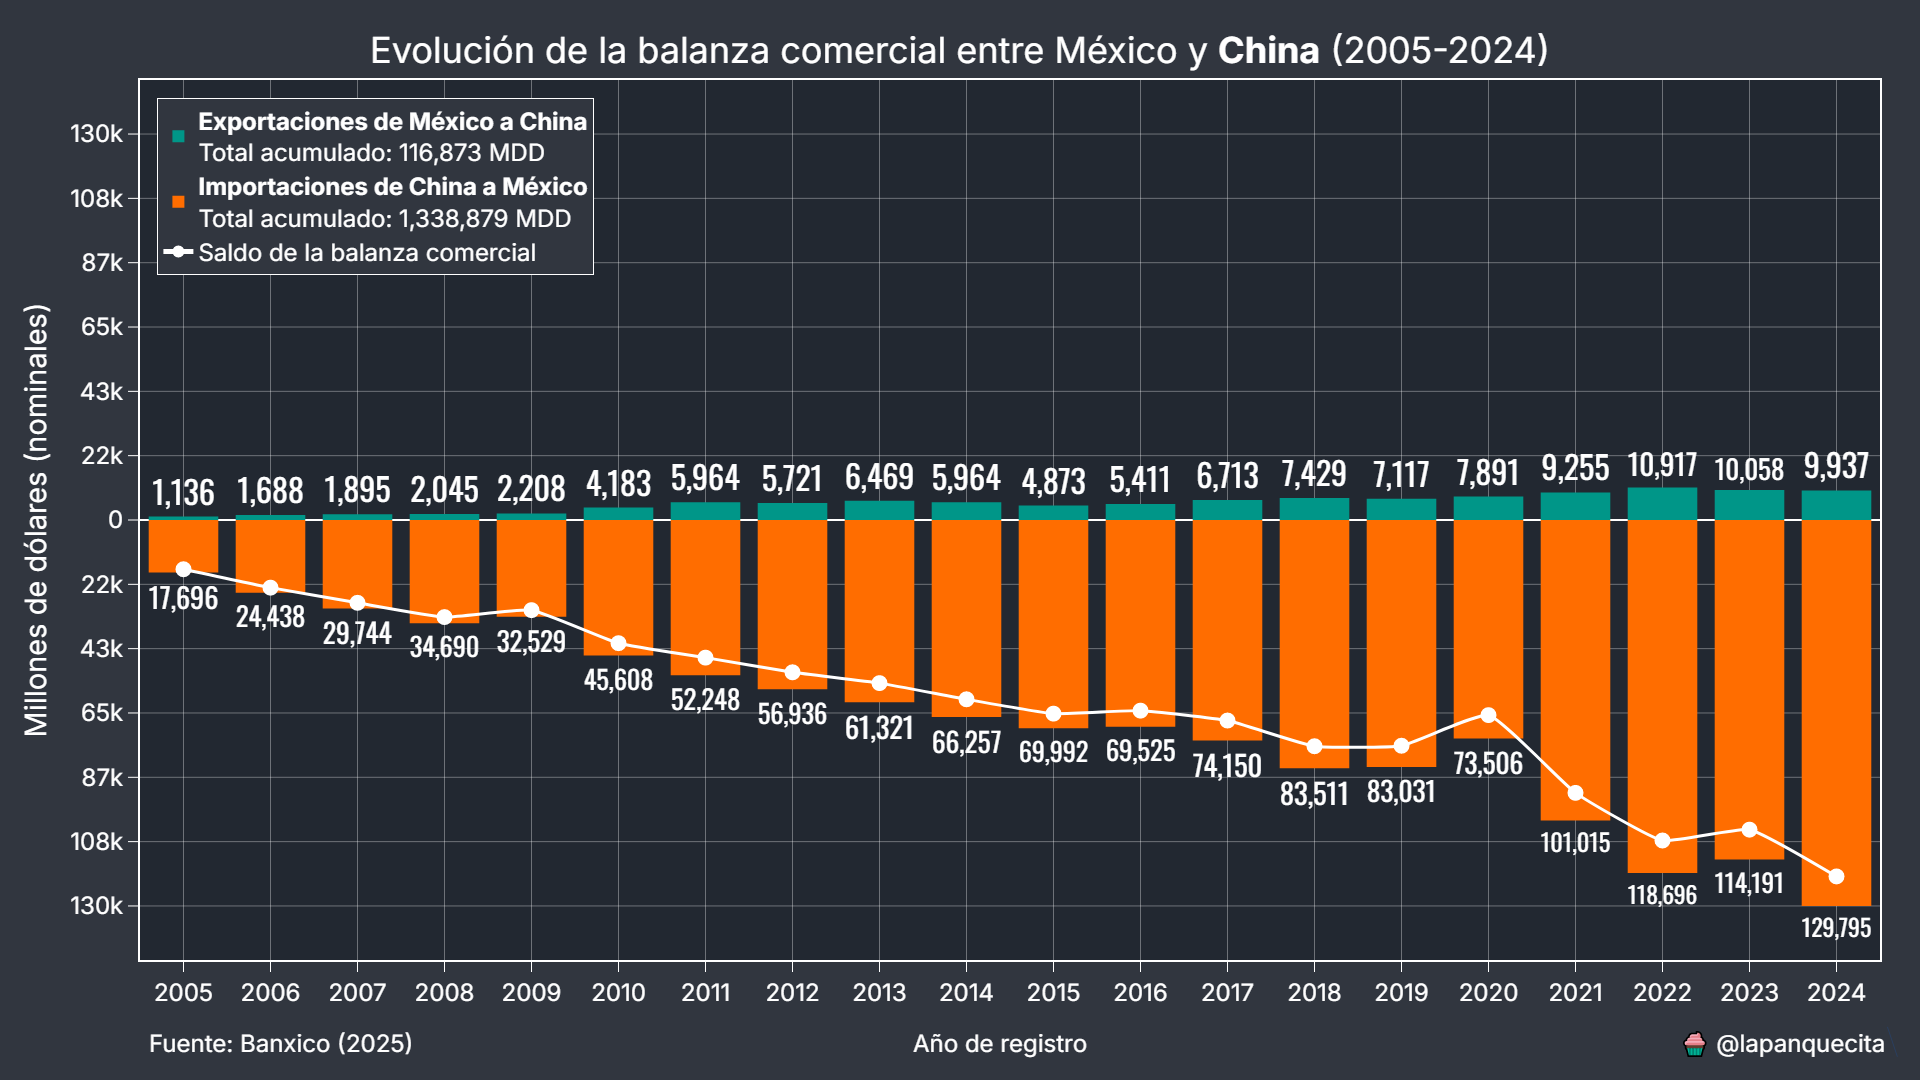 Evolución de la balanza comercial entre México y China (2005-2024)
Exportaciones de México a China
Total acumulado: 116,873 MDD
Importaciones de China a México
Total acumulado: 1,338,879 MDD
Saldo de la balanza comercial
Millones de dólares (nominales)
130k
108k
87k
65k
43k
22k
0
22k
43k
65k
87k
108k
130k
1,136 1,688 1,895 2,045 2,208 4,183 5,964 5,721 6,469 5,964 4,873 5,411 6,713 7,429 7,117 7,891 9,255 10,917 10,058 9,937
17,696 24,438 29,744 34,690 32,529 45,608 52,248 56,936 61,321 66,257 69,992 69,525 74,150 83,511 83,031 73,506 101,015 118,696 114,191 129,795
2005 2006 2007 2008 2009 2010 2011 2012 2013 2014 2015 2016 2017 2018 2019 2020 2021 2022 2023 2024
Fuente: Banxico (2025)
Año de registro
@lapanquecita